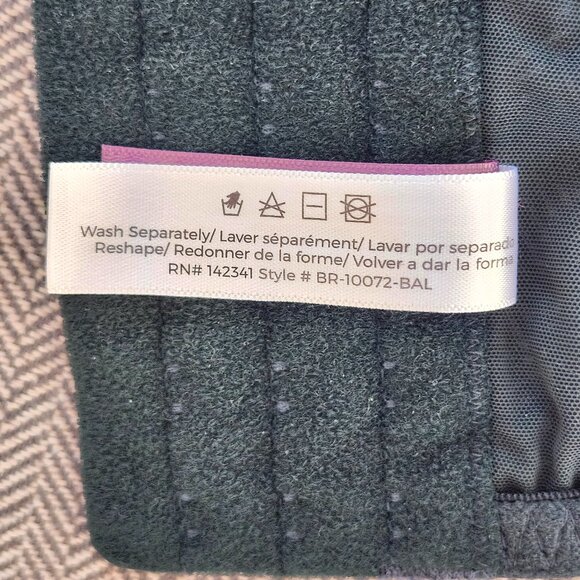 Wash Separately/ Laver séparément/ Lavar por separado
Reshape/ Redonner de la forme/ Volver a dar la forma
RN# 142341 Style # BR-10072-BAL